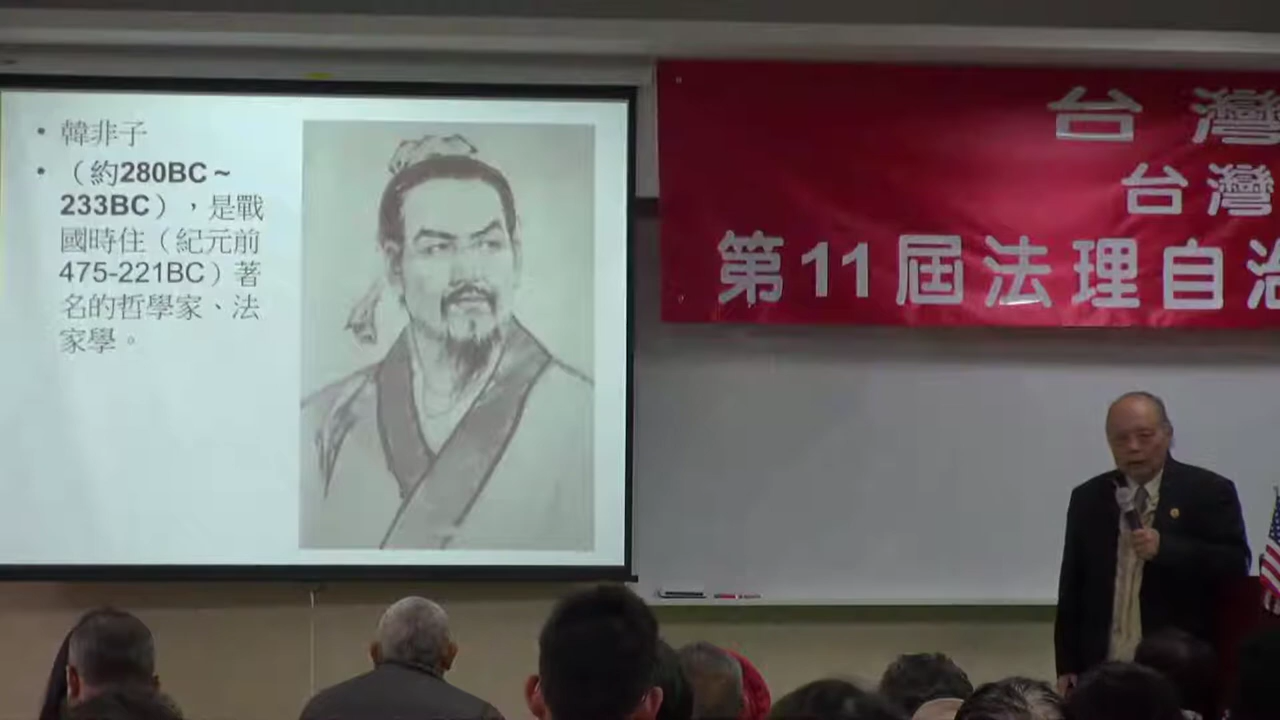 • 韓非子
• （約280BC～
233BC），是戰
國時住（紀元前
475-221BC）著
名的哲學家、法
家學。
台灣
台灣
第11屆法理自治